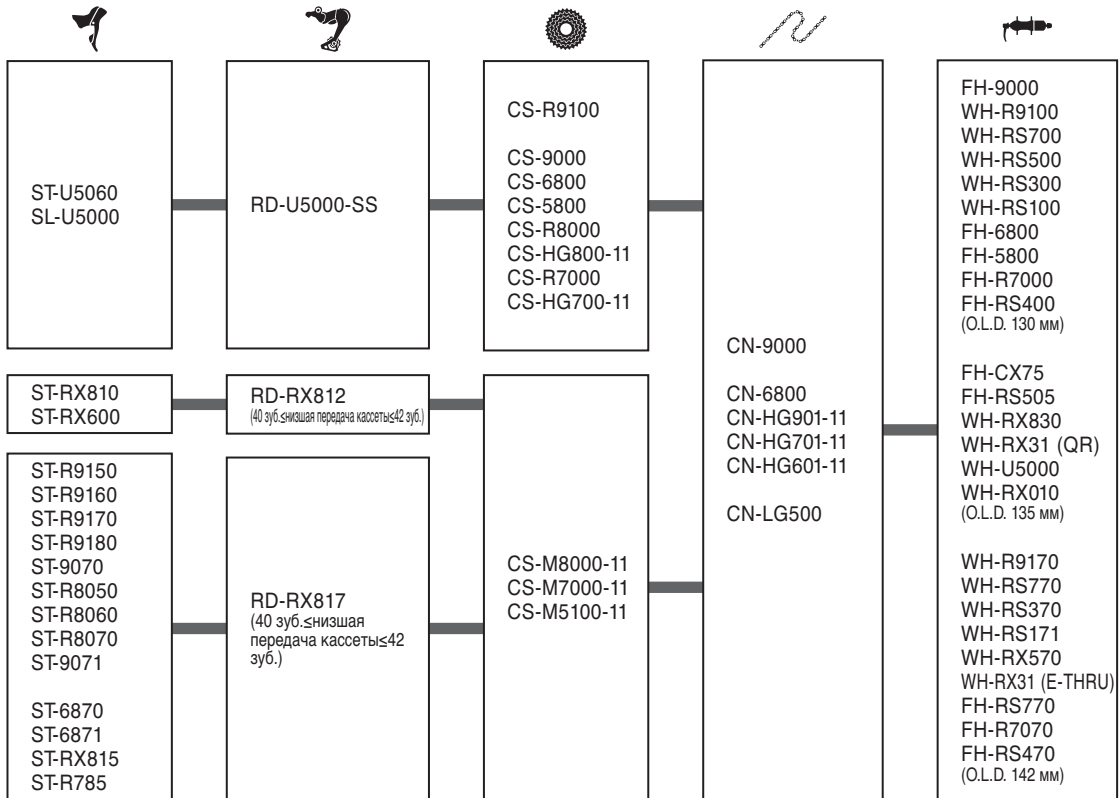 ST-U5060
SL-U5000
RD-U5000-SS
CS-R9100
CS-9000
CS-6800
CS-5800
CS-R8000
CS-HG800-11
CS-R7000
CS-HG700-11
ST-RX810
ST-RX600
RD-RX812
(40 зуб.≤низшая передача кассеты≤42 зуб.)
ST-R9150
ST-R9160
ST-R9170
ST-R9180
ST-9070
ST-R8050
ST-R8060
ST-R8070
ST-9071
ST-6870
ST-6871
ST-RX815
ST-R785
RD-RX817
(40 зуб.≤низшая
передача кассеты≤42
зуб.)
CS-M8000-11
CS-M7000-11
CS-M5100-11
CN-9000
CN-6800
CN-HG901-11
CN-HG701-11
CN-HG601-11
CN-LG500
FH-9000
WH-R9100
WH-RS700
WH-RS500
WH-RS300
WH-RS100
FH-6800
FH-5800
FH-R7000
FH-RS400
(O.L.D. 130 мм)
FH-CX75
FH-RS505
WH-RX830
WH-RX31 (QR)
WH-U5000
WH-RX010
(O.L.D. 135 мм)
WH-R9170
WH-RS770
WH-RS370
WH-RS171
WH-RX570
WH-RX31 (E-THRU)
FH-RS770
FH-R7070
FH-RS470
(O.L.D. 142 мм)